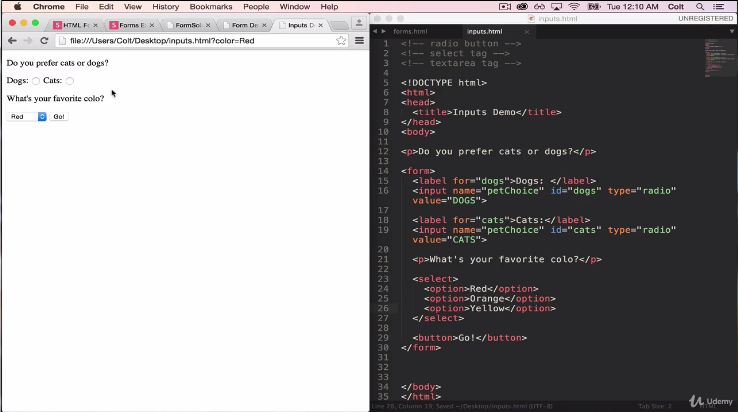 Chrome File Edit View History Bookmarks People Window Help
Tue 12:10 AM Colt
HTML F
Forms E
FormSol
Form De
Inputs D
file:///Users/Colt/Desktop/inputs.html?color=Red
Do you prefer cats or dogs?
Dogs: Cats:
What's your favorite colo?
Red Go!
inputs.html
UNREGISTERED
forms.html
inputs.html
1 <!-- radio button -->
2 <!-- select tag -->
3 <!-- textarea tag -->
4
5 <!DOCTYPE html>
6 <html>
7 <head>
8 <title>Inputs Demo</title>
9 </head>
10 <body>
11
12 <p>Do you prefer cats or dogs?</p>
13
14 <form>
15 <label for="dogs">Dogs: </label>
16 <input name="petChoice" id="dogs" type="radio"
value="DOGS">
17
18 <label for="cats">Cats:</label>
19 <input name="petChoice" id="cats" type="radio"
value="CATS">
20
21 <p>What's your favorite colo?</p>
22
23 <select>
24 <option>Red</option>
25 <option>Orange</option>
26 <option>Yellow</option>
27 </select>
28
29 <button>Go!</button>
30 </form>
31
32
33
34 </body>
35 </html>
Saved ~/Desktop/inputs.html (UTF-8)
Tab Size: 2
HTML
Udemy